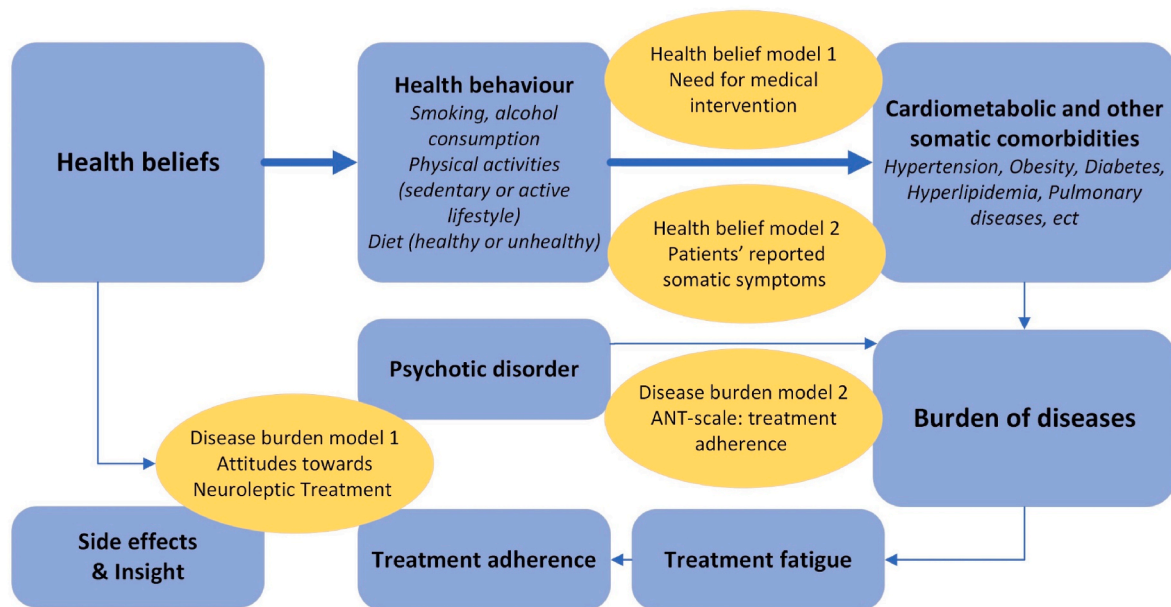 Health beliefs
Health behaviour
Smoking, alcohol
consumption
Physical activities
(sedentary or active
lifestyle)
Diet (healthy or unhealthy)
Health belief model 1
Need for medical
intervention
Health belief model 2
Patients’ reported
somatic symptoms
Cardiometabolic and other
somatic comorbidities
Hypertension, Obesity, Diabetes,
Hyperlipidemia, Pulmonary
diseases, ect
Psychotic disorder
Disease burden model 2
ANT-scale: treatment
adherence
Burden of diseases
Disease burden model 1
Attitudes towards
Neuroleptic Treatment
Side effects
& Insight
Treatment adherence
Treatment fatigue